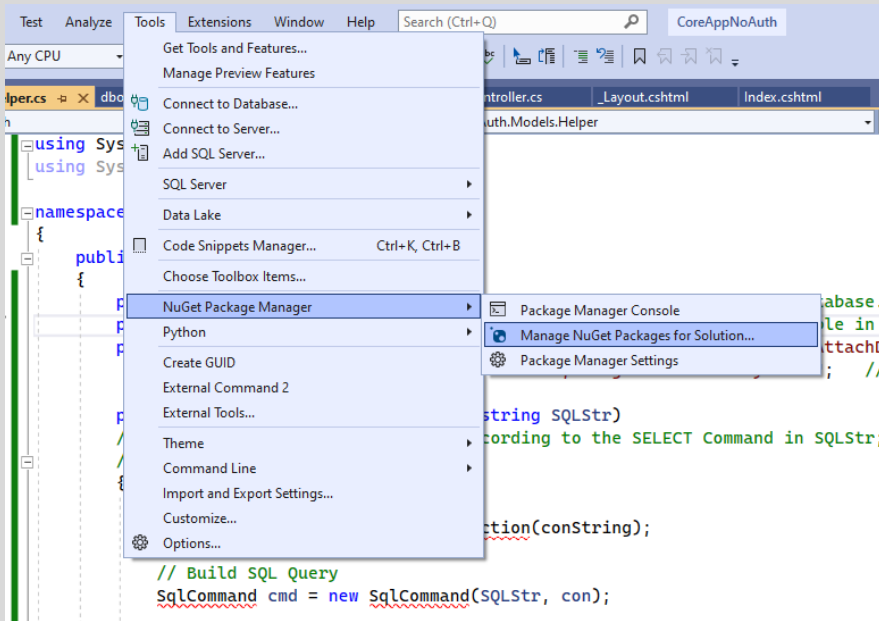 Test Analyze Tools Extensions Window Help Search (Ctrl+Q) CoreAppNoAuth
Any CPU
elper.cs dbo ntroller.cs _Layout.cshtml Index.cshtml
Auth.Models.Helper
Get Tools and Features...
Manage Preview Features
Connect to Database...
Connect to Server...
Add SQL Server...
SQL Server
Data Lake
Code Snippets Manager... Ctrl+K, Ctrl+B
Choose Toolbox Items...
NuGet Package Manager
Python
Create GUID
External Command 2
External Tools...
Theme
Command Line
Import and Export Settings...
Customize...
Options...
Package Manager Console
Manage NuGet Packages for Solution...
Package Manager Settings
using Sys
using Sys
namespace
{
publi
{
p abase.
p le in
p ttachD
; //
p string SQLStr)
/ cording to the SELECT Command in SQLStr;
/
{
ction(conString);
// Build SQL Query
SqlCommand cmd = new SqlCommand(SQLStr, con);